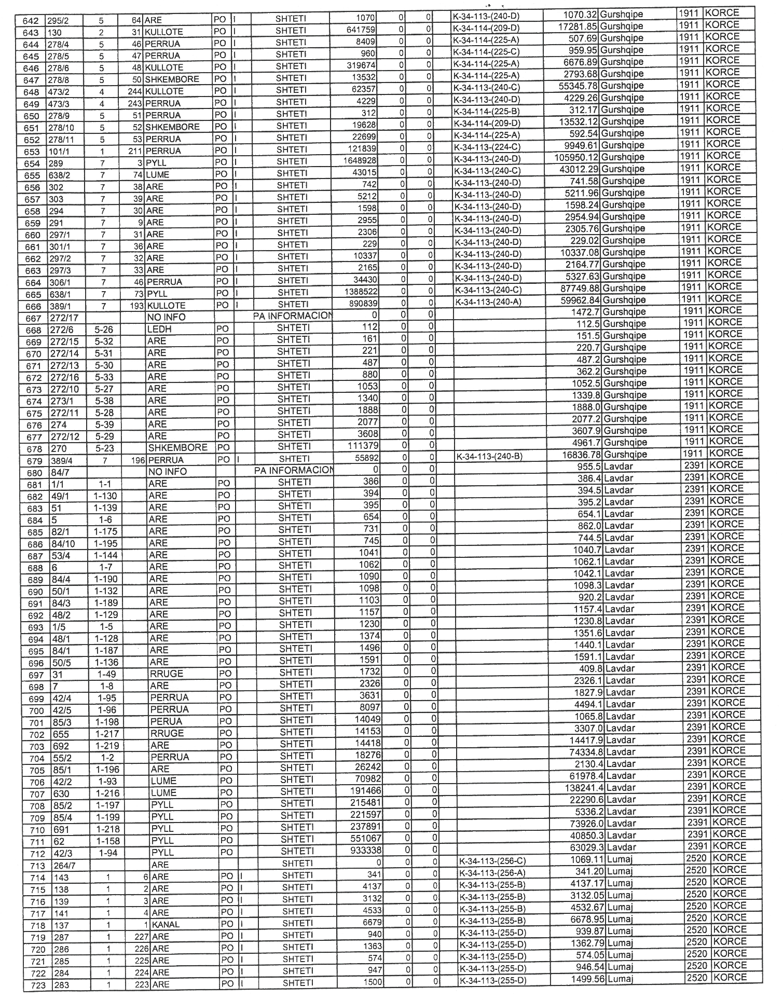 642 295/2 5 64 ARE PO I SHTETI 1070 0 0 K-34-113-(240-D) 1070.32 Gurshqipe 1911 KORCE
643 130 2 31 KULLOTE PO I SHTETI 641759 0 0 K-34-114-(209-D) 17281.85 Gurshqipe 1911 KORCE
644 278/4 5 46 PERRUA PO I SHTETI 8409 0 0 K-34-114-(225-A) 507.69 Gurshqipe 1911 KORCE
645 278/5 5 47 PERRUA PO I SHTETI 960 0 0 K-34-114-(225-C) 959.95 Gurshqipe 1911 KORCE
646 278/6 5 48 KULLOTE PO I SHTETI 319674 0 0 K-34-114-(225-A) 6676.89 Gurshqipe 1911 KORCE
647 278/8 5 50 SHKEMBORE PO I SHTETI 13532 0 0 K-34-114-(225-A) 2793.68 Gurshqipe 1911 KORCE
648 473/2 4 244 KULLOTE PO I SHTETI 62357 0 0 K-34-113-(240-C) 55345.78 Gurshqipe 1911 KORCE
649 473/3 4 243 PERRUA PO I SHTETI 4229 0 0 K-34-113-(240-D) 4229.26 Gurshqipe 1911 KORCE
650 278/9 5 51 PERRUA PO I SHTETI 312 0 0 K-34-114-(225-B) 312.17 Gurshqipe 1911 KORCE
651 278/10 5 52 SHKEMBORE PO I SHTETI 19628 0 0 K-34-114-(209-D) 13532.12 Gurshqipe 1911 KORCE
652 278/11 5 53 PERRUA PO I SHTETI 22699 0 0 K-34-114-(225-A) 592.54 Gurshqipe 1911 KORCE
653 101/1 1 211 PERRUA PO I SHTETI 121839 0 0 K-34-113-(224-C) 9949.61 Gurshqipe 1911 KORCE
654 289 7 3 PYLL PO I SHTETI 1648928 0 0 K-34-113-(240-D) 105950.12 Gurshqipe 1911 KORCE
655 638/2 7 74 LUME PO I SHTETI 43015 0 0 K-34-113-(240-C) 43012.29 Gurshqipe 1911 KORCE
656 302 7 38 ARE PO I SHTETI 742 0 0 K-34-113-(240-D) 741.58 Gurshqipe 1911 KORCE
657 303 7 39 ARE PO I SHTETI 5212 0 0 K-34-113-(240-D) 5211.96 Gurshqipe 1911 KORCE
658 294 7 30 ARE PO I SHTETI 1598 0 0 K-34-113-(240-D) 1598.24 Gurshqipe 1911 KORCE
659 291 7 9 ARE PO I SHTETI 2955 0 0 K-34-113-(240-D) 2954.94 Gurshqipe 1911 KORCE
660 297/1 7 31 ARE PO I SHTETI 2306 0 0 K-34-113-(240-D) 2305.76 Gurshqipe 1911 KORCE
661 301/1 7 36 ARE PO I SHTETI 229 0 0 K-34-113-(240-D) 229.02 Gurshqipe 1911 KORCE
662 297/2 7 32 ARE PO I SHTETI 10337 0 0 K-34-113-(240-D) 10337.08 Gurshqipe 1911 KORCE
663 297/3 7 33 ARE PO I SHTETI 2165 0 0 K-34-113-(240-D) 2164.77 Gurshqipe 1911 KORCE
664 306/1 7 46 PERRUA PO I SHTETI 34430 0 0 K-34-113-(240-D) 5327.63 Gurshqipe 1911 KORCE
665 638/1 7 73 PYLL PO I SHTETI 1388522 0 0 K-34-113-(240-C) 87749.88 Gurshqipe 1911 KORCE
666 389/1 7 193 KULLOTE PO I SHTETI 890839 0 0 K-34-113-(240-A) 59962.84 Gurshqipe 1911 KORCE
667 272/17 NO INFO PA INFORMACION 0 0 0 1472.7 Gurshqipe 1911 KORCE
668 272/6 5-26 LEDH PO SHTETI 112 0 0 112.5 Gurshqipe 1911 KORCE
669 272/15 5-32 ARE PO SHTETI 161 0 0 151.5 Gurshqipe 1911 KORCE
670 272/14 5-31 ARE PO SHTETI 221 0 0 220.7 Gurshqipe 1911 KORCE
671 272/13 5-30 ARE PO SHTETI 487 0 0 487.2 Gurshqipe 1911 KORCE
672 272/16 5-33 ARE PO SHTETI 880 0 0 362.2 Gurshqipe 1911 KORCE
673 272/10 5-27 ARE PO SHTETI 1053 0 0 1052.5 Gurshqipe 1911 KORCE
674 273/1 5-38 ARE PO SHTETI 1340 0 0 1339.8 Gurshqipe 1911 KORCE
675 272/11 5-28 ARE PO SHTETI 1888 0 0 1888.0 Gurshqipe 1911 KORCE
676 274 5-39 ARE PO SHTETI 2077 0 0 2077.2 Gurshqipe 1911 KORCE
677 272/12 5-29 ARE PO SHTETI 3608 0 0 3607.9 Gurshqipe 1911 KORCE
678 270 5-23 SHKEMBORE PO SHTETI 111379 0 0 4961.7 Gurshqipe 1911 KORCE
679 389/4 7 196 PERRUA PO I SHTETI 55892 0 0 K-34-113-(240-B) 16836.78 Gurshqipe 1911 KORCE
680 84/7 NO INFO PA INFORMACION 0 0 0 955.5 Lavdar 2391 KORCE
681 1/1 1-1 ARE PO SHTETI 386 0 0 386.4 Lavdar 2391 KORCE
682 49/1 1-130 ARE PO SHTETI 394 0 0 394.5 Lavdar 2391 KORCE
683 51 1-139 ARE PO SHTETI 395 0 0 395.2 Lavdar 2391 KORCE
684 5 1-6 ARE PO SHTETI 654 0 0 654.1 Lavdar 2391 KORCE
685 82/1 1-175 ARE PO SHTETI 731 0 0 862.0 Lavdar 2391 KORCE
686 84/10 1-195 ARE PO SHTETI 745 0 0 744.5 Lavdar 2391 KORCE
687 53/4 1-144 ARE PO SHTETI 1041 0 0 1040.7 Lavdar 2391 KORCE
688 6 1-7 ARE PO SHTETI 1062 0 0 1062.1 Lavdar 2391 KORCE
689 84/4 1-190 ARE PO SHTETI 1090 0 0 1042.1 Lavdar 2391 KORCE
690 50/1 1-132 ARE PO SHTETI 1098 0 0 1098.3 Lavdar 2391 KORCE
691 84/3 1-189 ARE PO SHTETI 1103 0 0 920.2 Lavdar 2391 KORCE
692 48/2 1-129 ARE PO SHTETI 1157 0 0 1157.4 Lavdar 2391 KORCE
693 1/5 1-5 ARE PO SHTETI 1230 0 0 1230.8 Lavdar 2391 KORCE
694 48/1 1-128 ARE PO SHTETI 1374 0 0 1351.6 Lavdar 2391 KORCE
695 84/1 1-187 ARE PO SHTETI 1496 0 0 1440.1 Lavdar 2391 KORCE
696 50/5 1-136 ARE PO SHTETI 1591 0 0 1591.1 Lavdar 2391 KORCE
697 31 1-49 RRUGE PO SHTETI 1732 0 0 409.8 Lavdar 2391 KORCE
698 7 1-8 ARE PO SHTETI 2326 0 0 2326.1 Lavdar 2391 KORCE
699 42/4 1-95 PERRUA PO SHTETI 3631 0 0 1827.9 Lavdar 2391 KORCE
700 42/5 1-96 PERRUA PO SHTETI 8097 0 0 4494.1 Lavdar 2391 KORCE
701 85/3 1-198 PERUA PO SHTETI 14049 0 0 1065.8 Lavdar 2391 KORCE
702 655 1-217 RRUGE PO SHTETI 14153 0 0 3307.0 Lavdar 2391 KORCE
703 692 1-219 ARE PO SHTETI 14418 0 0 14417.9 Lavdar 2391 KORCE
704 55/2 1-2 PERRUA PO SHTETI 18276 0 0 74334.8 Lavdar 2391 KORCE
705 85/1 1-196 ARE PO SHTETI 26242 0 0 2130.4 Lavdar 2391 KORCE
706 42/2 1-93 LUME PO SHTETI 70982 0 0 61978.4 Lavdar 2391 KORCE
707 630 1-216 LUME PO SHTETI 191466 0 0 138241.4 Lavdar 2391 KORCE
708 85/2 1-197 PYLL PO SHTETI 215481 0 0 22290.6 Lavdar 2391 KORCE
709 85/4 1-199 PYLL PO SHTETI 221597 0 0 5336.2 Lavdar 2391 KORCE
710 691 1-218 PYLL PO SHTETI 237891 0 0 73926.0 Lavdar 2391 KORCE
711 62 1-158 PYLL PO SHTETI 551067 0 0 40850.3 Lavdar 2391 KORCE
712 42/3 1-94 PYLL PO SHTETI 933338 0 0 63029.3 Lavdar 2391 KORCE
713 264/7 ARE SHTETI 0 0 0 K-34-113-(256-C) 1069.11 Lumaj 2520 KORCE
714 143 1 6 ARE PO I SHTETI 341 0 0 K-34-113-(256-A) 341.20 Lumaj 2520 KORCE
715 138 1 2 ARE PO I SHTETI 4137 0 0 K-34-113-(255-B) 4137.17 Lumaj 2520 KORCE
716 139 1 3 ARE PO I SHTETI 3132 0 0 K-34-113-(255-B) 3132.05 Lumaj 2520 KORCE
717 141 1 4 ARE PO I SHTETI 4533 0 0 K-34-113-(255-B) 4532.67 Lumaj 2520 KORCE
718 137 1 1 KANAL PO I SHTETI 6679 0 0 K-34-113-(255-B) 6678.95 Lumaj 2520 KORCE
719 287 1 227 ARE PO I SHTETI 940 0 0 K-34-113-(255-D) 939.87 Lumaj 2520 KORCE
720 286 1 226 ARE PO I SHTETI 1363 0 0 K-34-113-(255-D) 1362.79 Lumaj 2520 KORCE
721 285 1 225 ARE PO I SHTETI 574 0 0 K-34-113-(255-D) 574.05 Lumaj 2520 KORCE
722 284 1 224 ARE PO I SHTETI 947 0 0 K-34-113-(255-D) 946.54 Lumaj 2520 KORCE
723 283 1 223 ARE PO I SHTETI 1500 0 0 K-34-113-(255-D) 1499.56 Lumaj 2520 KORCE